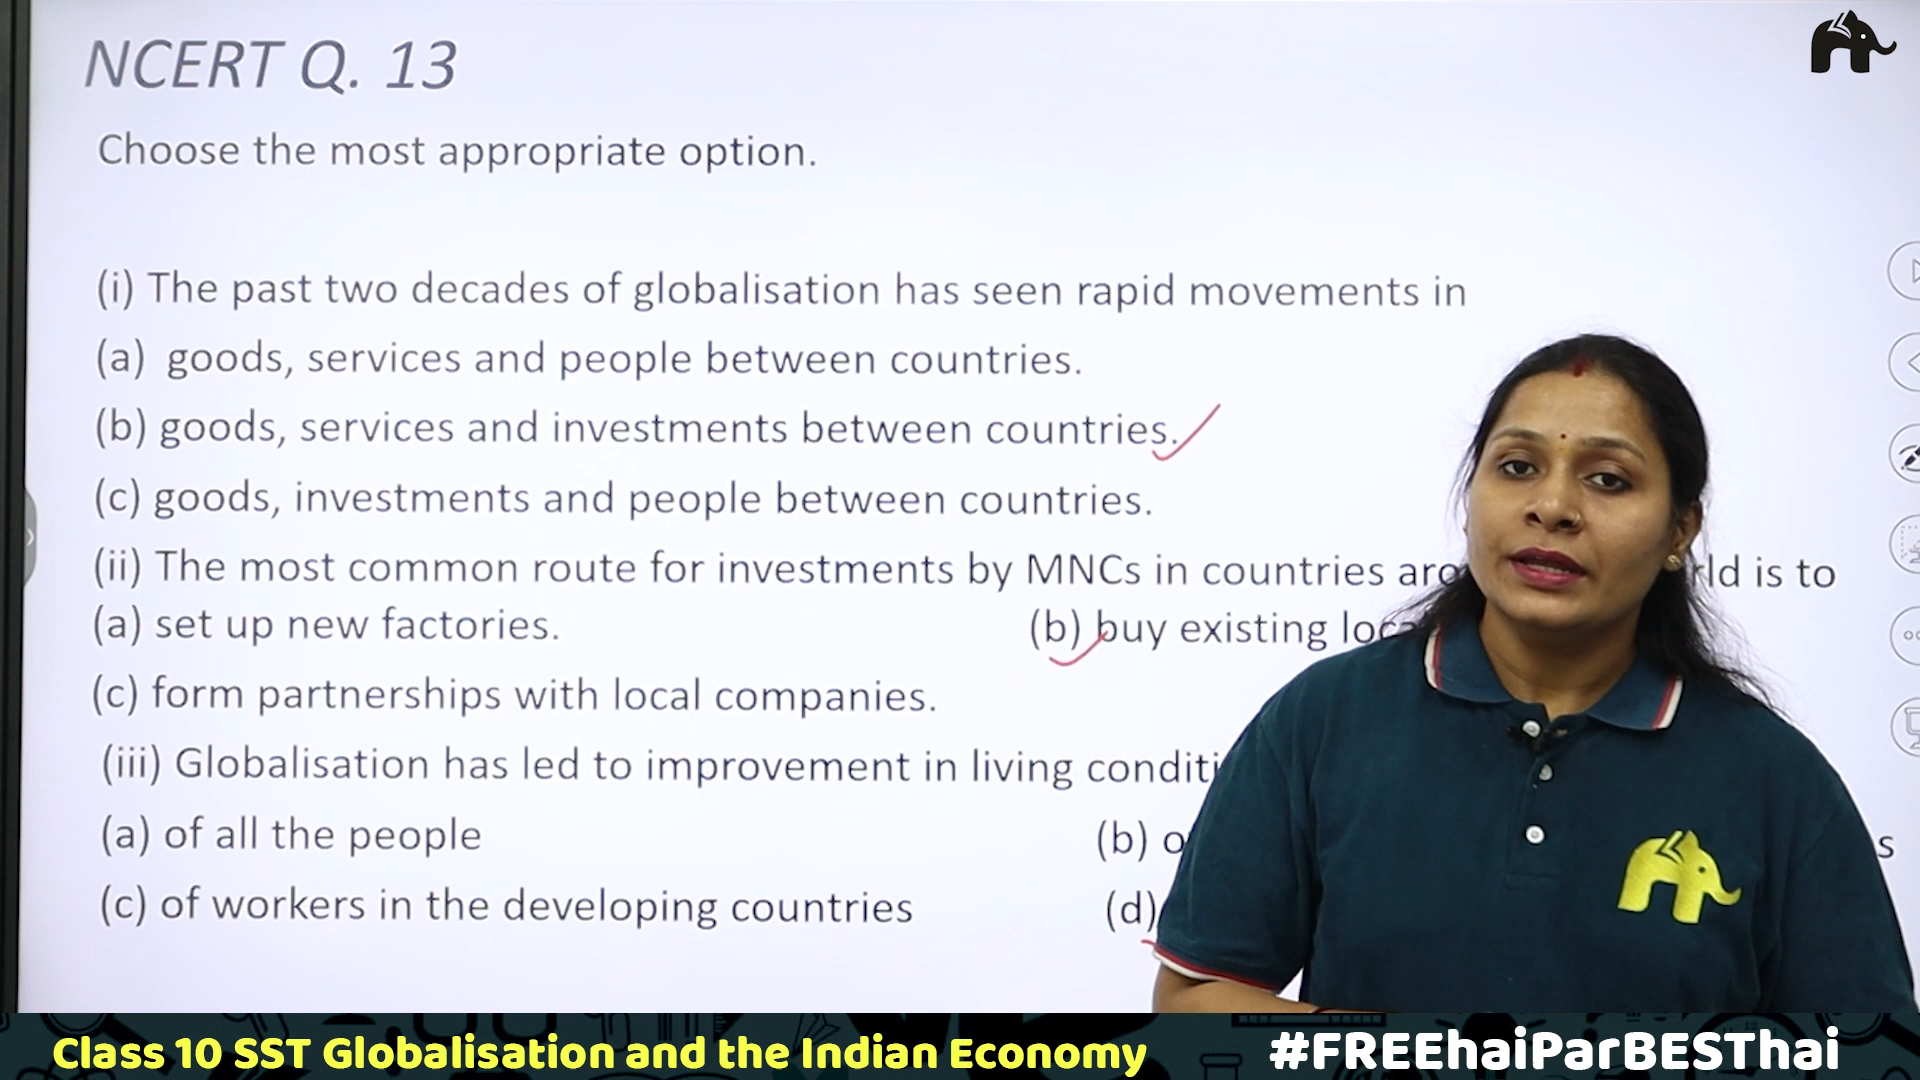 NCERT Q. 13
Choose the most appropriate option.
(i) The past two decades of globalisation has seen rapid movements in
(a) goods, services and people between countries.
(b) goods, services and investments between countries.
(c) goods, investments and people between countries.
(ii) The most common route for investments by MNCs in countries is to
(a) set up new factories. (b) buy existing
(c) form partnerships with local companies.
(iii) Globalisation has led to improvement in living
(a) of all the people (b)
(c) of workers in the developing countries (d)
Class 10 SST Globalisation and the Indian Economy #FREEhaiParBESThai